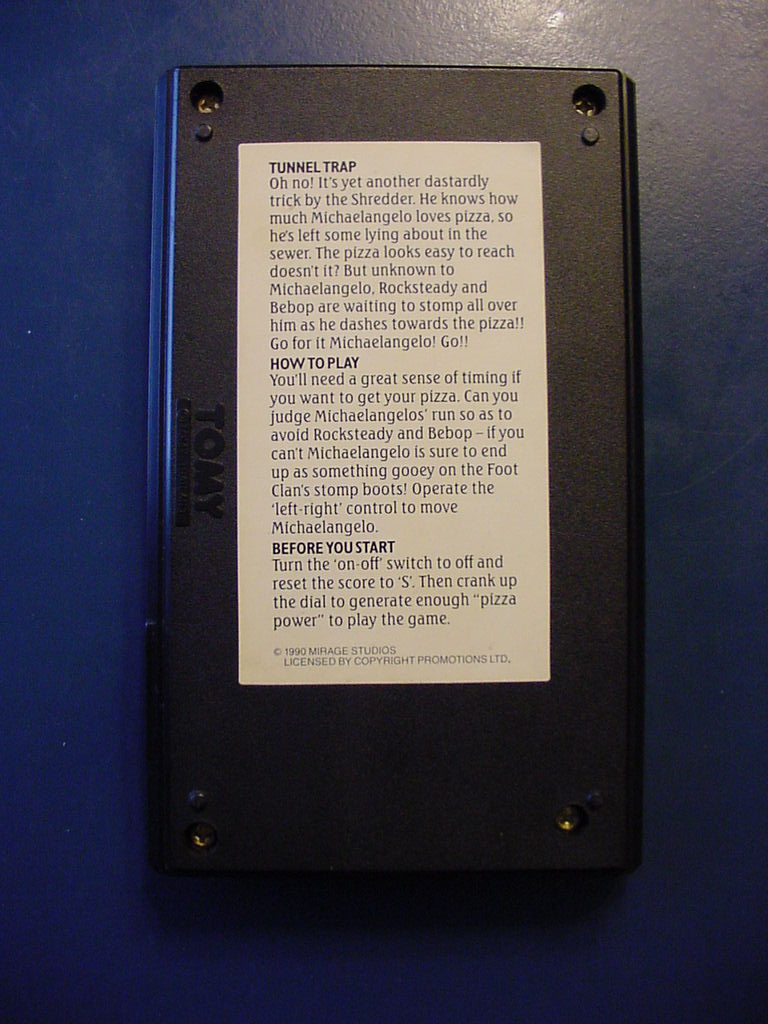 TUNNEL TRAP
Oh no! It's yet another dastardly
trick by the Shredder. He knows how
much Michaelangelo loves pizza, so
he's left some lying about in the
sewer. The pizza looks easy to reach
doesn't it? But unknown to
Michaelangelo, Rocksteady and
Bebop are waiting to stomp all over
him as he dashes towards the pizza!!
Go for it Michaelangelo! Go!!
HOW TO PLAY
You'll need a great sense of timing if
you want to get your pizza. Can you
judge Michaelangelos' run so as to
avoid Rocksteady and Bebop – if you
can't Michaelangelo is sure to end
up as something gooey on the Foot
Clan's stomp boots! Operate the
'left-right' control to move
Michaelangelo.
BEFORE YOU START
Turn the 'on-off' switch to off and
reset the score to 'S'. Then crank up
the dial to generate enough "pizza
power" to play the game.
© 1990 MIRAGE STUDIOS
LICENSED BY COPYRIGHT PROMOTIONS LTD.
TOMY